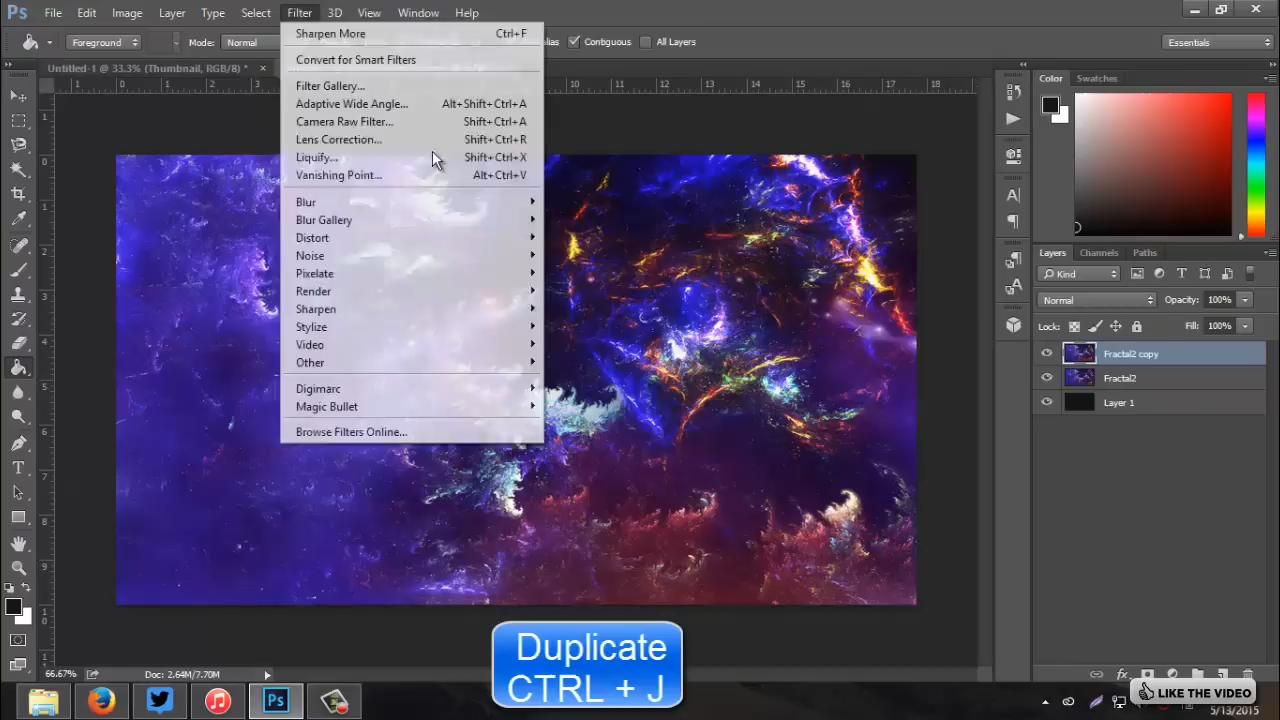 Ps File Edit Image Layer Type Select Filter 3D View Window Help
Foreground Mode: Normal Contiguous All Layers Essentials
Untitled-1 @ 33.3% (Thumbnail, RGB/8) *
Sharpen More Ctrl+F
Convert for Smart Filters
Filter Gallery...
Adaptive Wide Angle... Alt+Shift+Ctrl+A
Camera Raw Filter... Shift+Ctrl+A
Lens Correction... Shift+Ctrl+R
Liquify... Shift+Ctrl+X
Vanishing Point... Alt+Ctrl+V
Blur
Blur Gallery
Distort
Noise
Pixelate
Render
Sharpen
Stylize
Video
Other
Digimarc
Magic Bullet
Browse Filters Online...
Color Swatches
Layers Channels Paths
Kind
Normal Opacity: 100%
Lock: Fill: 100%
Fractal2 copy
Fractal2
Layer 1
66.67% Doc: 2.64M/7.70M
Duplicate
CTRL + J
LIKE THE VIDEO
5/13/2015